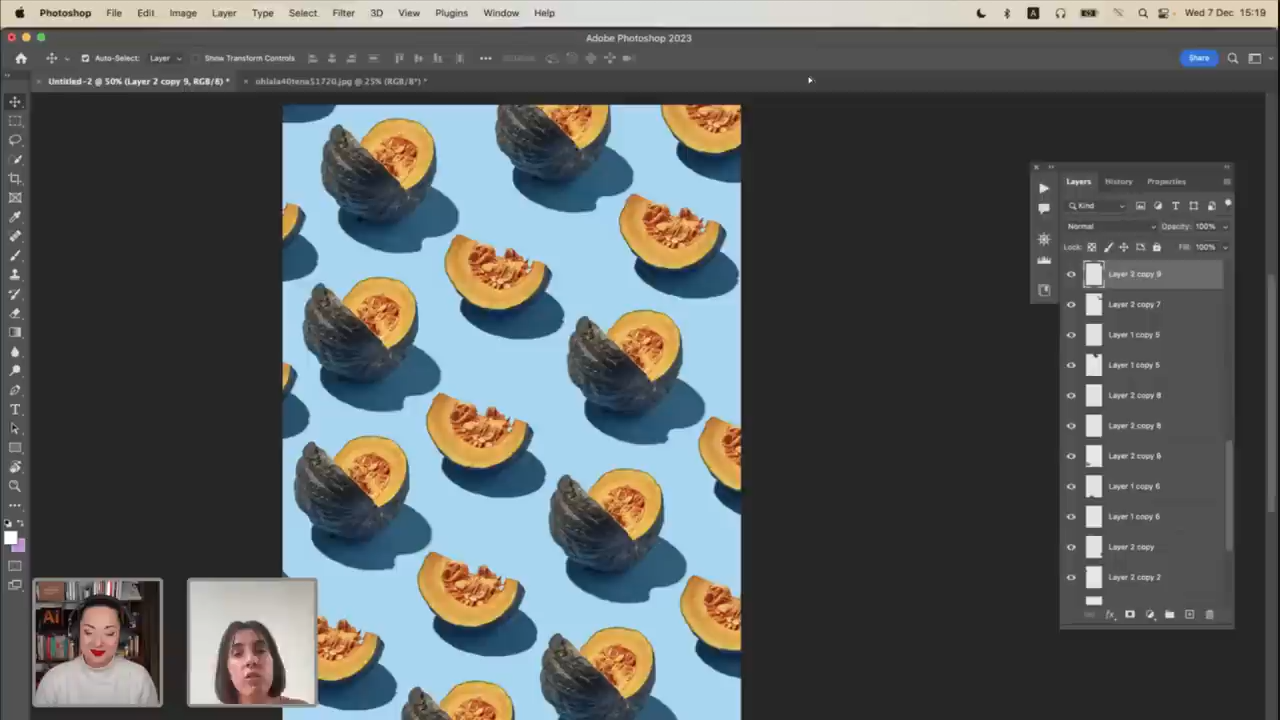 Photoshop File Edit Image Layer Type Select Filter 3D View Plugins Window Help
A
Wed 7 Dec 15:19
Adobe Photoshop 2023
Auto-Select: Layer
Show Transform Controls
Share
Untitled-2 @ 50% (Layer 2 copy 9, RGB/8) *
Layers History Properties
Kind
Normal
Opacity: 100%
Lock:
Fill: 100%
Layer 2 copy 9
Layer 2 copy 7
Layer 1 copy 5
Layer 1 copy 5
Layer 2 copy 8
Layer 2 copy 8
Layer 2 copy 8
Layer 1 copy 6
Layer 1 copy 6
Layer 2 copy
Layer 2 copy 2
fx
Ai